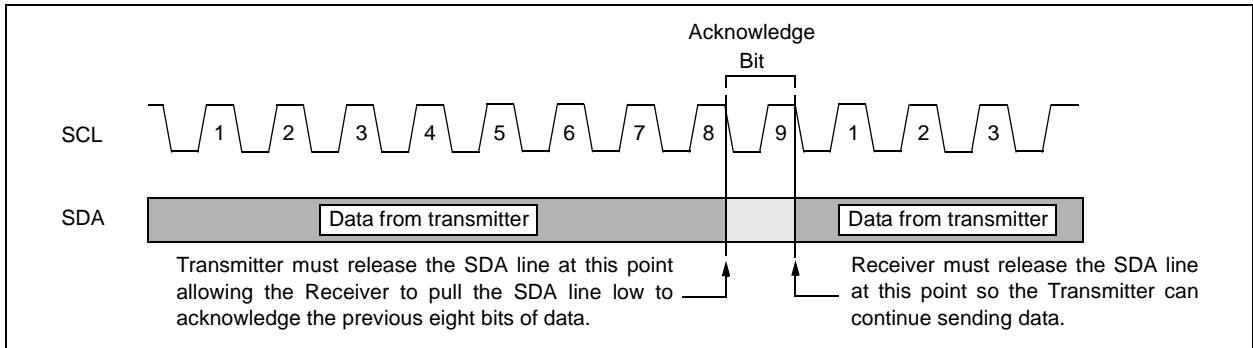 Acknowledge
Bit
SCL
1 2 3 4 5 6 7 8 9 1 2 3
SDA
Data from transmitter
Data from transmitter
Transmitter must release the SDA line at this point
allowing the Receiver to pull the SDA line low to
acknowledge the previous eight bits of data.
Receiver must release the SDA line
at this point so the Transmitter can
continue sending data.